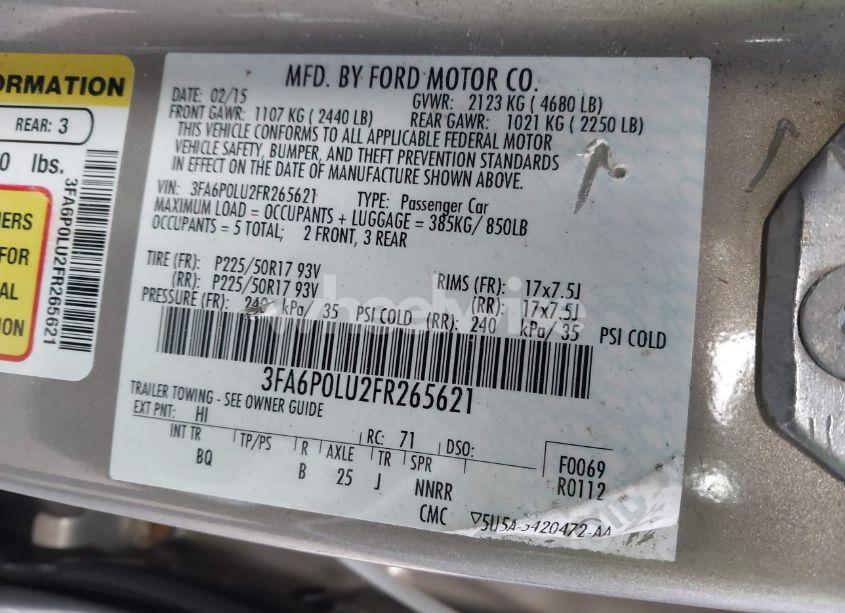 ORMATION
REAR: 3
0 lbs.
3FA6P0LU2FR265621
ERS
FOR
AL
TION
MFD. BY FORD MOTOR CO.
DATE: 02/15 GVWR: 2123 KG ( 4680 LB)
FRONT GAWR: 1107 KG ( 2440 LB) REAR GAWR: 1021 KG ( 2250 LB)
THIS VEHICLE CONFORMS TO ALL APPLICABLE FEDERAL MOTOR
VEHICLE SAFETY, BUMPER, AND THEFT PREVENTION STANDARDS
IN EFFECT ON THE DATE OF MANUFACTURE SHOWN ABOVE.
VIN: 3FA6P0LU2FR265621 TYPE: Passenger Car
MAXIMUM LOAD = OCCUPANTS + LUGGAGE = 385KG/ 850LB
OCCUPANTS = 5 TOTAL; 2 FRONT, 3 REAR
TIRE (FR): P225/50R17 93V RIMS (FR): 17x7.5J
(RR): P225/50R17 93V (RR): 17x7.5J
PRESSURE (FR): 240 kPa/ 35 PSI COLD (RR): 240 kPa/ 35 PSI COLD
3FA6P0LU2FR265621
TRAILER TOWING - SEE OWNER GUIDE
EXT PNT: HI RC: 71 DSO:
INT TR TP/PS R AXLE TR SPR F0069
BQ B 25 J NNRR R0112
CMC 5U5A-5420472-AA